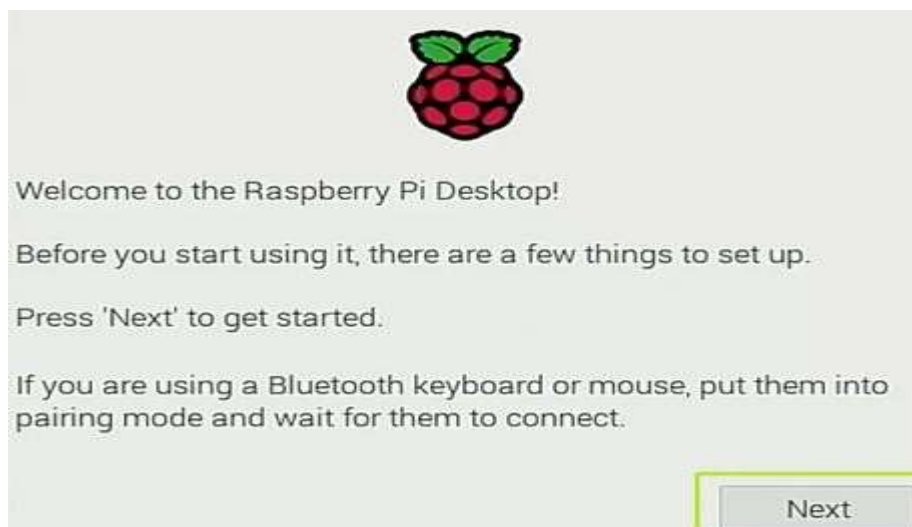 Welcome to the Raspberry Pi Desktop!
Before you start using it, there are a few things to set up.
Press 'Next' to get started.
If you are using a Bluetooth keyboard or mouse, put them into
pairing mode and wait for them to connect.
Next